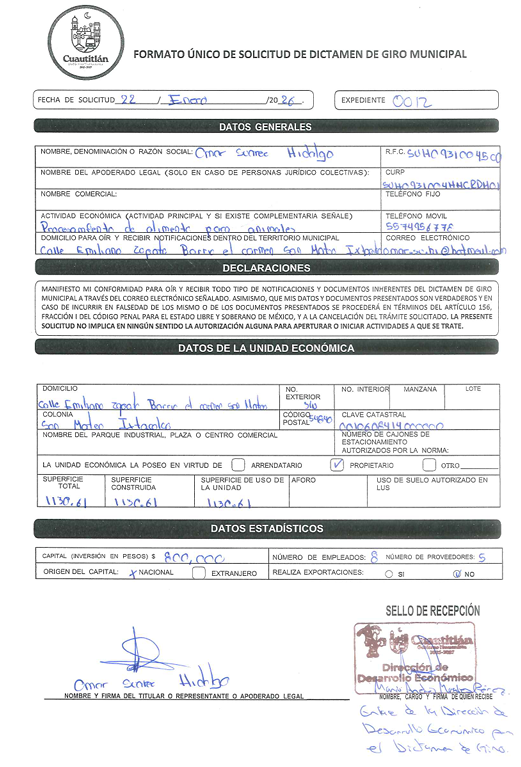 Cuautitlán
FORMATO ÚNICO DE SOLICITUD DE DICTAMEN DE GIRO MUNICIPAL
FECHA DE SOLICITUD 22 / Enero /2026.
EXPEDIENTE 0012
DATOS GENERALES
NOMBRE, DENOMINACIÓN O RAZÓN SOCIAL: Omar Hidalgo
R.F.C.
NOMBRE DEL APODERADO LEGAL (SOLO EN CASO DE PERSONAS JURÍDICO COLECTIVAS):
CURP
NOMBRE COMERCIAL:
TELÉFONO FIJO
ACTIVIDAD ECONÓMICA (ACTIVIDAD PRINCIPAL Y SI EXISTE COMPLEMENTARIA SEÑALE)
Procesamiento de alimento para animales
TELÉFONO MOVIL
DOMICILIO PARA OÍR Y RECIBIR NOTIFICACIONES DENTRO DEL TERRITORIO MUNICIPAL
CORREO ELECTRÓNICO
Calle Emiliano Zapata Barrio el San Mateo
DECLARACIONES
MANIFIESTO MI CONFORMIDAD PARA OÍR Y RECIBIR TODO TIPO DE NOTIFICACIONES Y DOCUMENTOS INHERENTES DEL DICTAMEN DE GIRO
MUNICIPAL A TRAVÉS DEL CORREO ELECTRÓNICO SEÑALADO. ASIMISMO, QUE MIS DATOS Y DOCUMENTOS PRESENTADOS SON VERDADEROS Y EN
CASO DE INCURRIR EN FALSEDAD DE LOS MISMO O DE LOS DOCUMENTOS PRESENTADOS SE PROCEDERÁ EN TÉRMINOS DEL ARTÍCULO 156,
FRACCIÓN I DEL CÓDIGO PENAL PARA EL ESTADO LIBRE Y SOBERANO DE MÉXICO, Y A LA CANCELACIÓN DEL TRÁMITE SOLICITADO. LA PRESENTE
SOLICITUD NO IMPLICA EN NINGÚN SENTIDO LA AUTORIZACIÓN ALGUNA PARA APERTURAR O INICIAR ACTIVIDADES A QUE SE TRATE.
DATOS DE LA UNIDAD ECONÓMICA
DOMICILIO
NO. EXTERIOR
NO. INTERIOR
MANZANA
LOTE
Calle Emiliano Zapata Barrio el San Mateo
COLONIA
CÓDIGO POSTAL
CLAVE CATASTRAL
San Mateo Ixtacalco
NOMBRE DEL PARQUE INDUSTRIAL, PLAZA O CENTRO COMERCIAL
NÚMERO DE CAJONES DE
ESTACIONAMIENTO
AUTORIZADOS POR LA NORMA:
LA UNIDAD ECONÓMICA LA POSEO EN VIRTUD DE ARRENDATARIO PROPIETARIO OTRO
SUPERFICIE TOTAL
SUPERFICIE CONSTRUIDA
SUPERFICIE DE USO DE LA UNIDAD
AFORO
USO DE SUELO AUTORIZADO EN LUS
1130.61 1130.61 1130.61
DATOS ESTADÍSTICOS
CAPITAL (INVERSIÓN EN PESOS) $ 800,000
NÚMERO DE EMPLEADOS: 8 NÚMERO DE PROVEEDORES: 5
ORIGEN DEL CAPITAL: x NACIONAL EXTRANJERO
REALIZA EXPORTACIONES: SI NO
SELLO DE RECEPCIÓN
Cuautitlán
Dirección de
Desarrollo Económico
Omar Hidalgo
NOMBRE Y FIRMA DEL TITULAR O REPRESENTANTE O APODERADO LEGAL
NOMBRE, CARGO Y FIRMA DE QUIEN RECIBE
Enlace de la Dirección de
Desarrollo Económico para
el Dictamen de Giro.